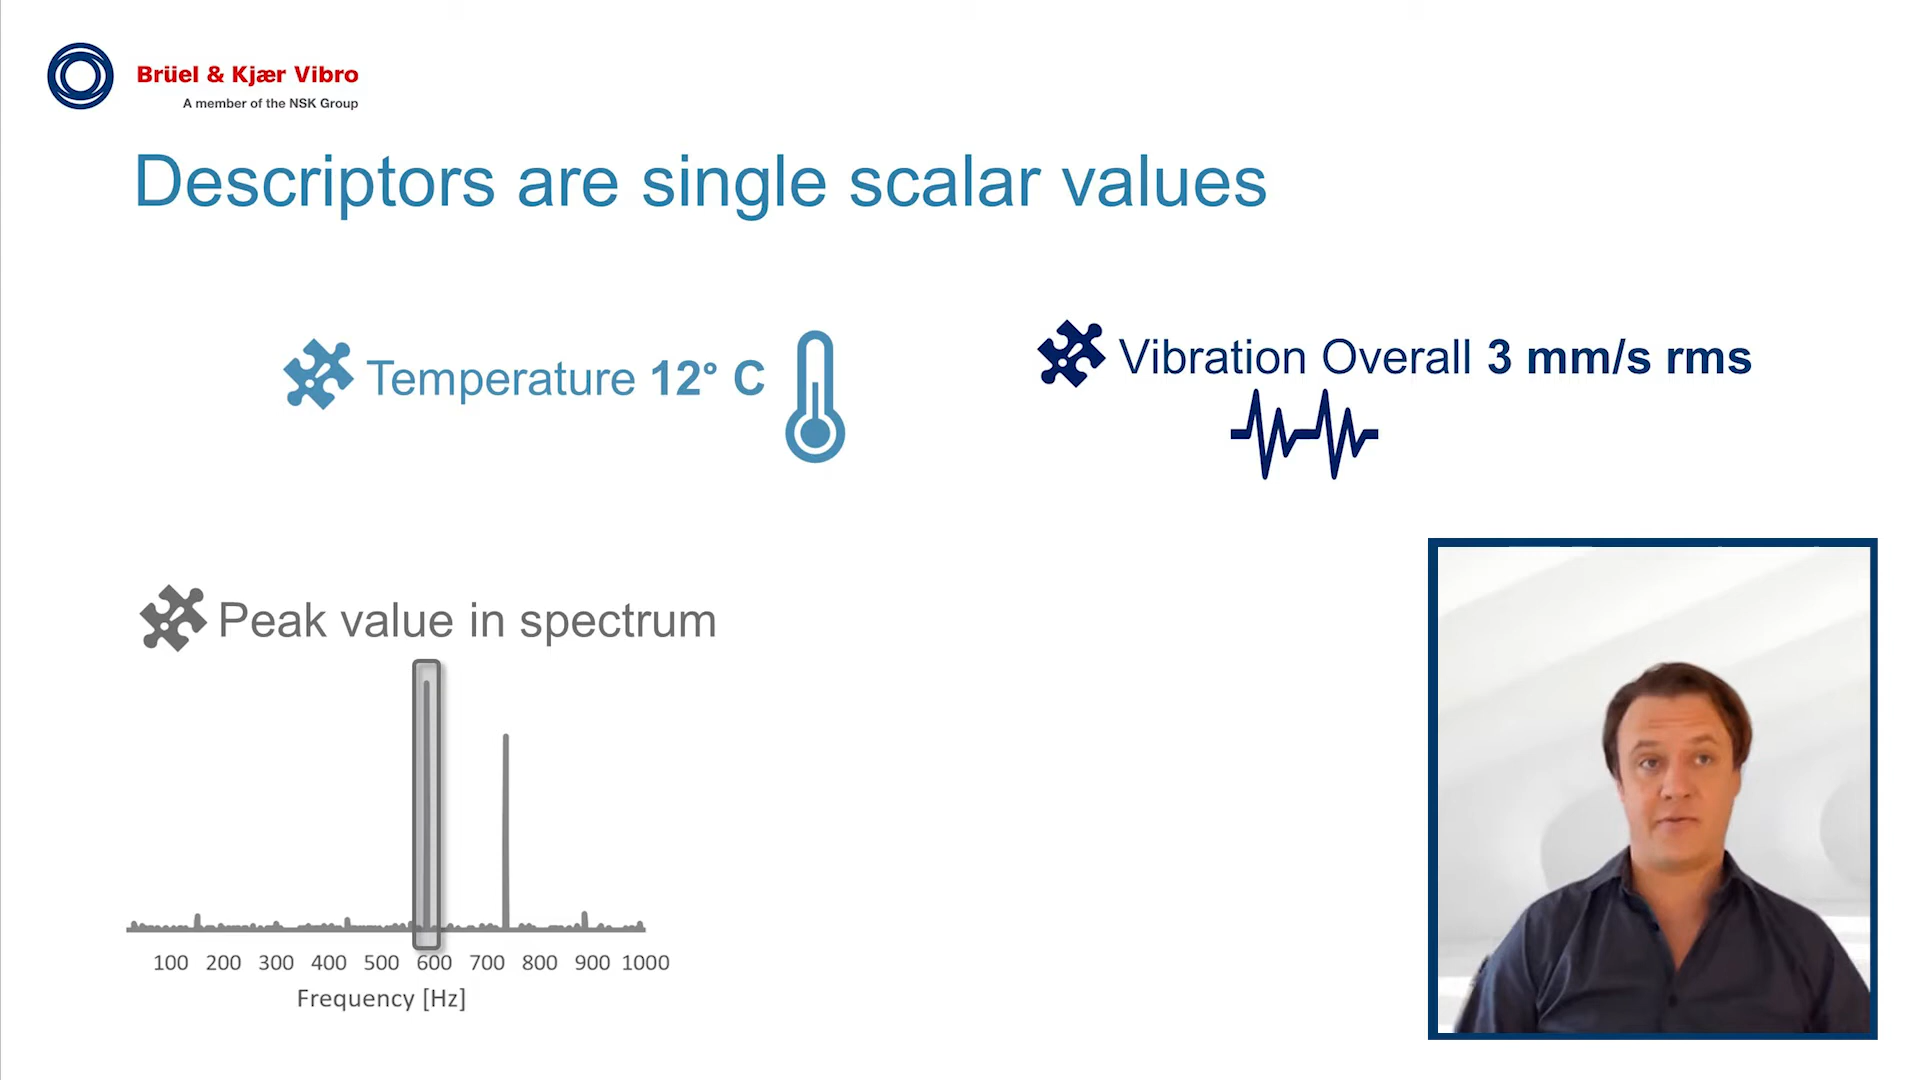 Brüel & Kjær Vibro
A member of the NSK Group
Descriptors are single scalar values
Temperature 12° C
Vibration Overall 3 mm/s rms
Peak value in spectrum
100 200 300 400 500 600 700 800 900 1000
Frequency [Hz]